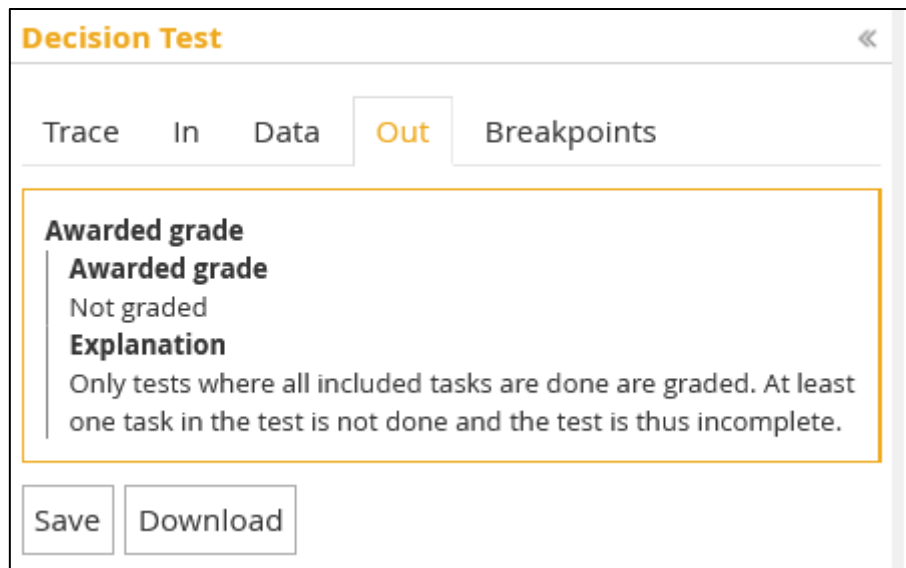 Decision Test «
Trace In Data Out Breakpoints
Awarded grade
Awarded grade
Not graded
Explanation
Only tests where all included tasks are done are graded. At least
one task in the test is not done and the test is thus incomplete.
Save Download